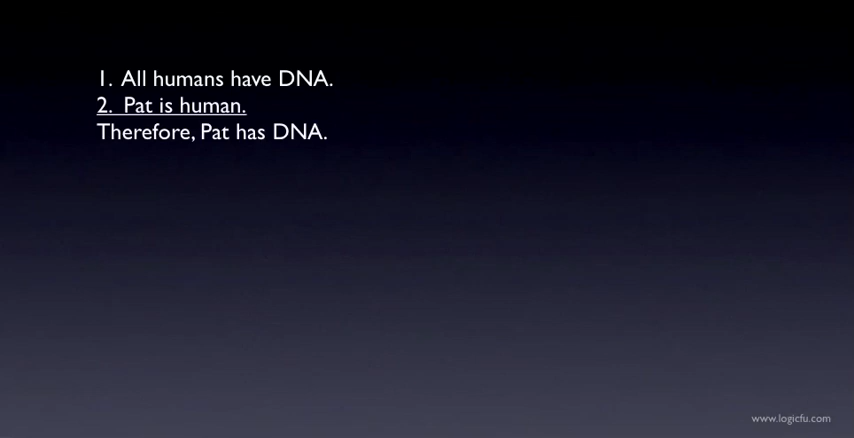 1. All humans have DNA.
2. Pat is human.
Therefore, Pat has DNA.
www.logicfu.com